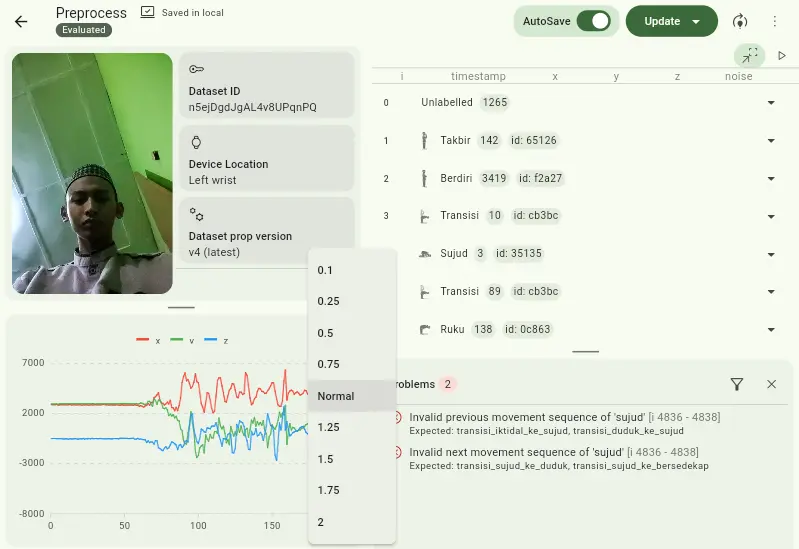 Preprocess
Saved in local
Evaluated
AutoSave
Update
Dataset ID
n5ejDgdJgAL4v8UPqnPQ
Device Location
Left wrist
Dataset prop version
v4 (latest)
i timestamp x y z noise
0 Unlabelled 1265
1 Takbir 142 id: 65126
2 Berdiri 3419 id: f2a27
3 Transisi 10 id: cb3bc
Sujud 3 id: 35135
Transisi 89 id: cb3bc
Ruku 138 id: 0c863
x y z
7000
2000
-3000
-8000
0 50 100 150
0.1
0.25
0.5
0.75
Normal
1.25
1.5
1.75
2
roblems 2
Invalid previous movement sequence of 'sujud' [i 4836 - 4838]
Expected: transisi_iktidal_ke_sujud, transisi_duduk_ke_sujud
Invalid next movement sequence of 'sujud' [i 4836 - 4838]
Expected: transisi_sujud_ke_duduk, transisi_sujud_ke_bersedekap